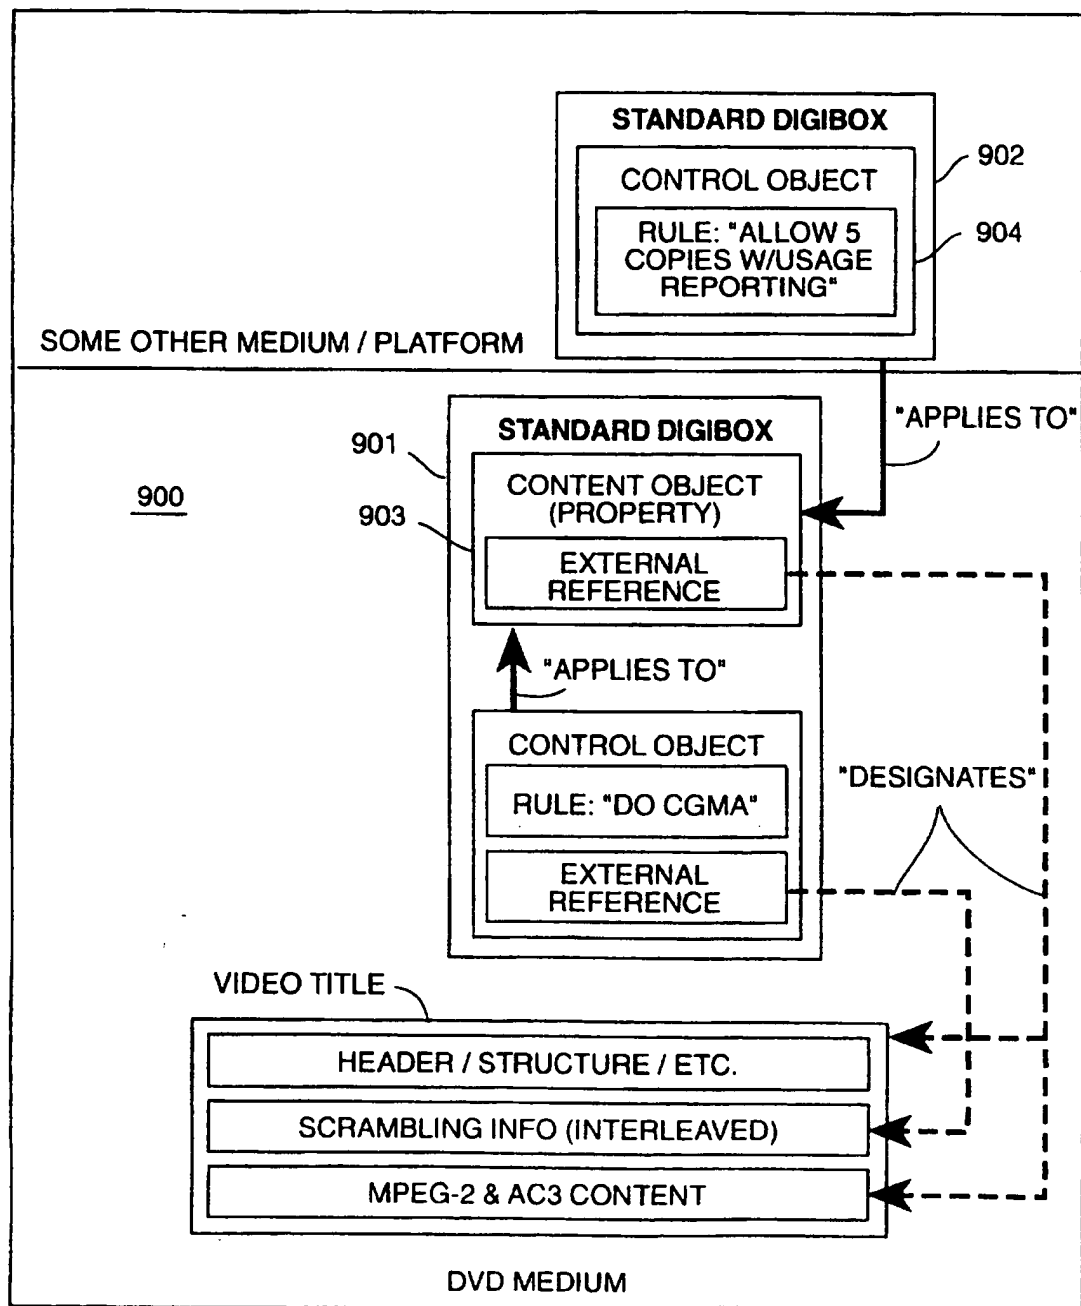 STANDARD DIGIBOX
902
CONTROL OBJECT
RULE: "ALLOW 5
COPIES W/USAGE
REPORTING"
904
SOME OTHER MEDIUM / PLATFORM
"APPLIES TO"
STANDARD DIGIBOX
901
CONTENT OBJECT
(PROPERTY)
900
903
EXTERNAL
REFERENCE
"APPLIES TO"
CONTROL OBJECT
"DESIGNATES"
RULE: "DO CGMA"
EXTERNAL
REFERENCE
VIDEO TITLE
HEADER / STRUCTURE / ETC.
SCRAMBLING INFO (INTERLEAVED)
MPEG-2 & AC3 CONTENT
DVD MEDIUM